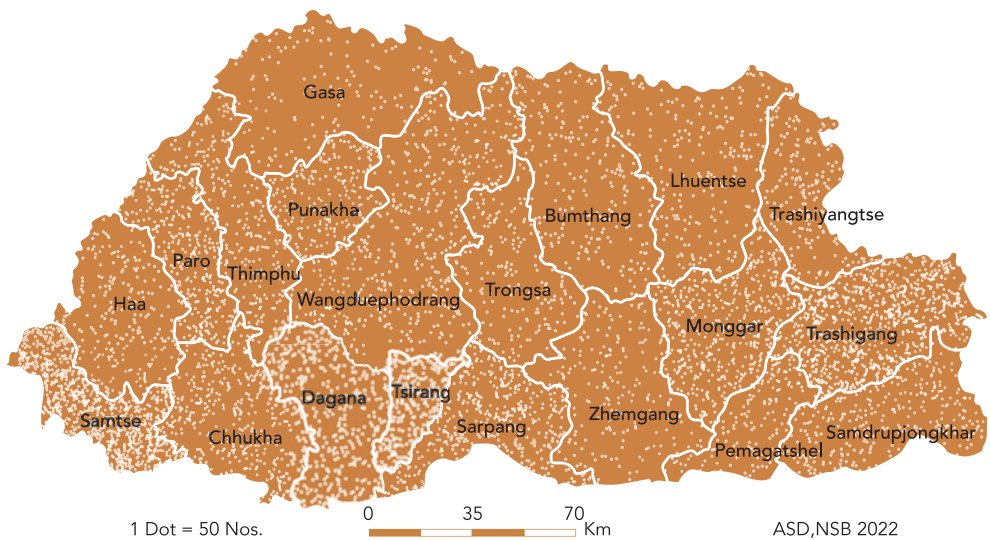 Gasa
Punakha
Lhuentse
Trashiyangtse
Bumthang
Paro
Thimphu
Haa
Wangduephodrang
Trongsa
Monggar
Trashigang
Dagana
Tsirang
Samtse
Chhukha
Sarpang
Zhemgang
Pemagatshel
Samdrupjongkhar
0 35 70
Km
1 Dot = 50 Nos.
ASD,NSB 2022